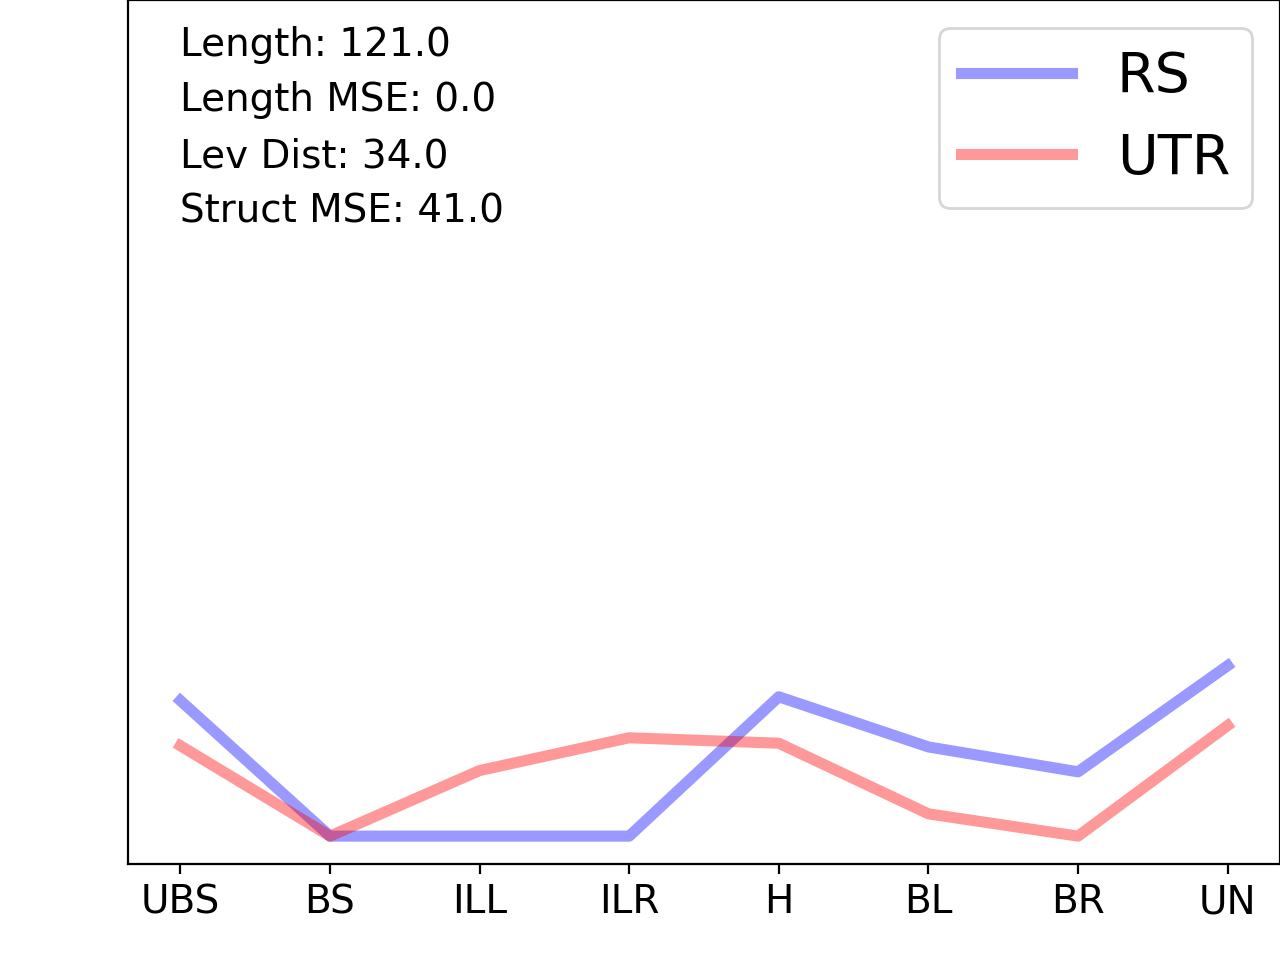 Length: 121.0
Length MSE: 0.0
Lev Dist: 34.0
Struct MSE: 41.0
RS
UTR
UBS BS ILL ILR H BL BR UN